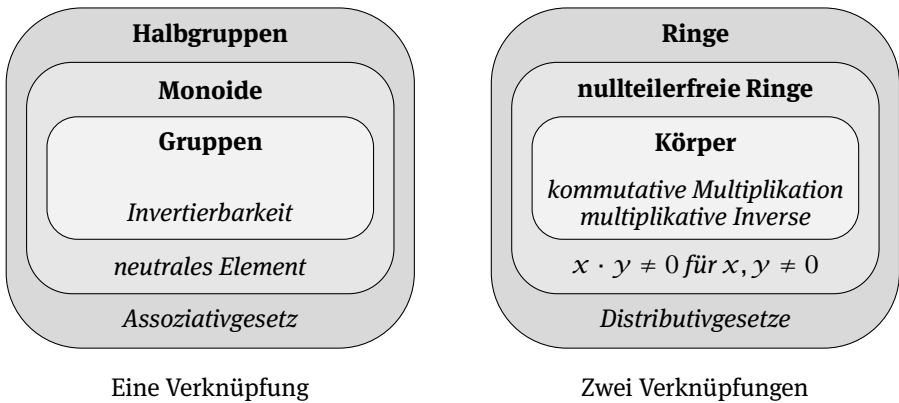 Halbgruppen
Monoide
Gruppen
Invertierbarkeit
neutrales Element
Assoziativgesetz
Eine Verknüpfung
Ringe
nullteilerfreie Ringe
Körper
kommutative Multiplikation
multiplikative Inverse
x · y ≠ 0 für x, y ≠ 0
Distributivgesetze
Zwei Verknüpfungen